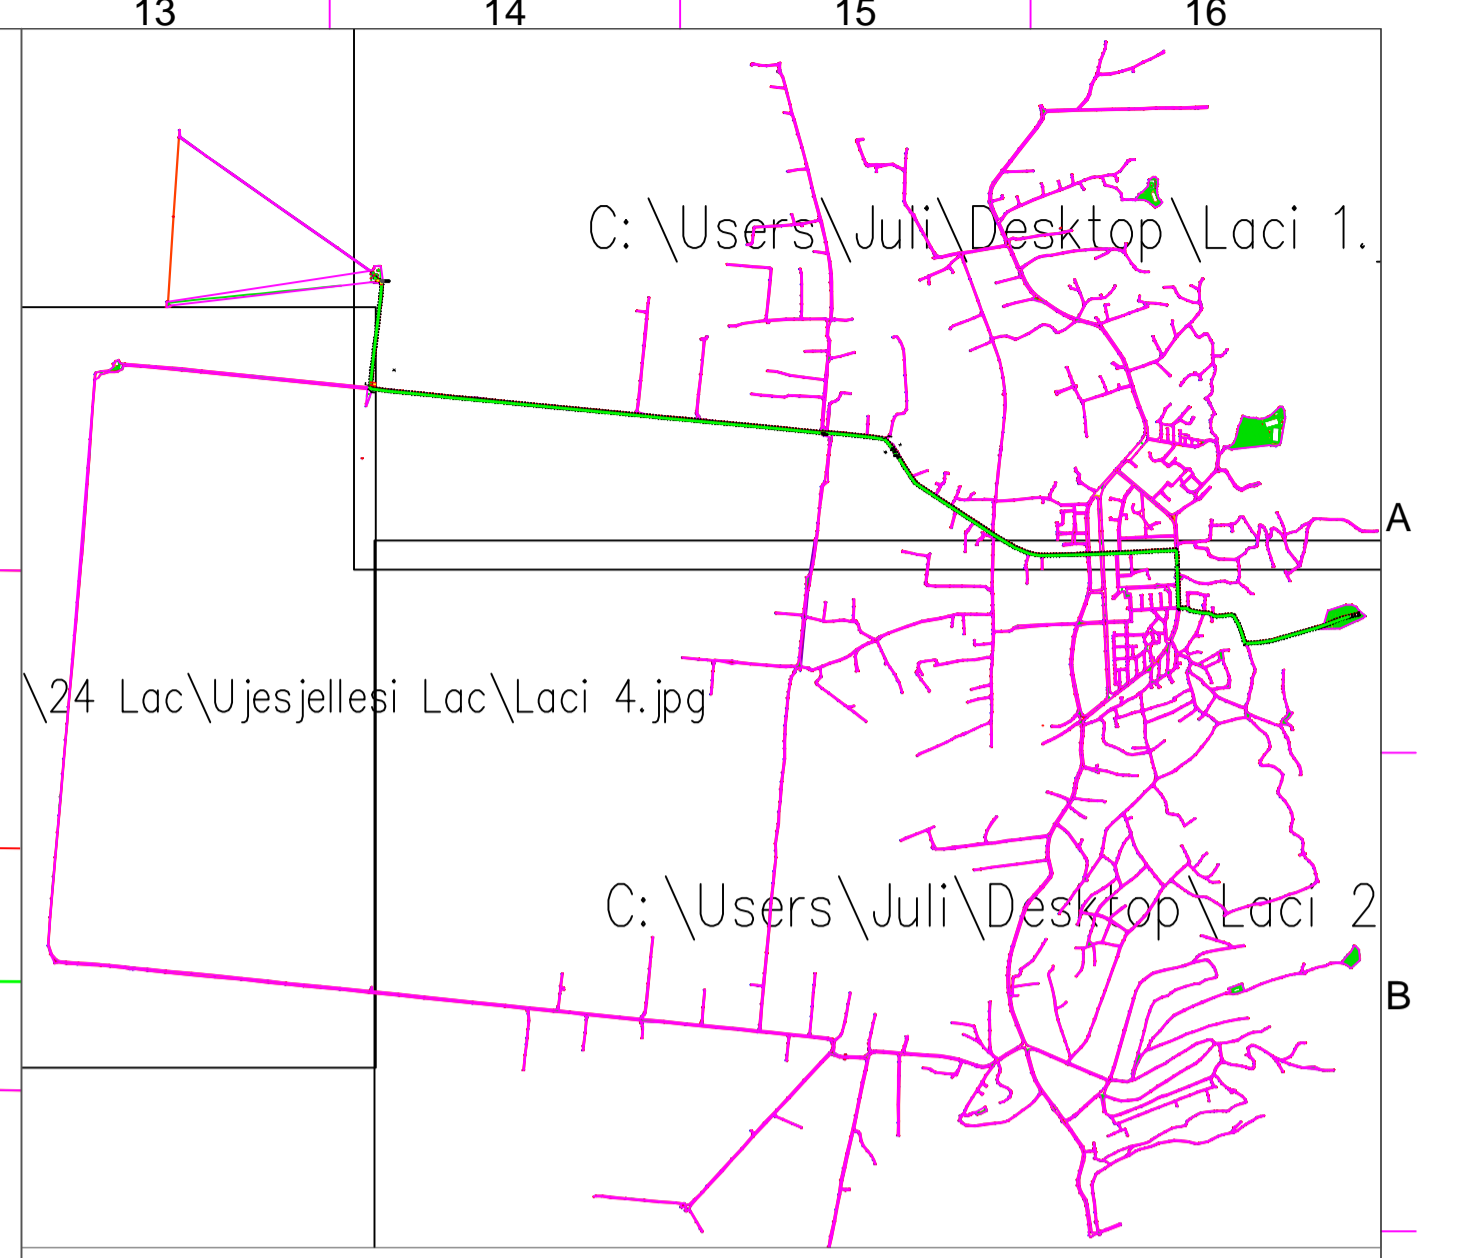 13 14 15 16
C:\Users\Juli\Desktop\Laci 1.
A
\24 Lac\Ujesjellesi Lac\Laci 4.jpg
C:\Users\Juli\Desktop\Laci 2
B